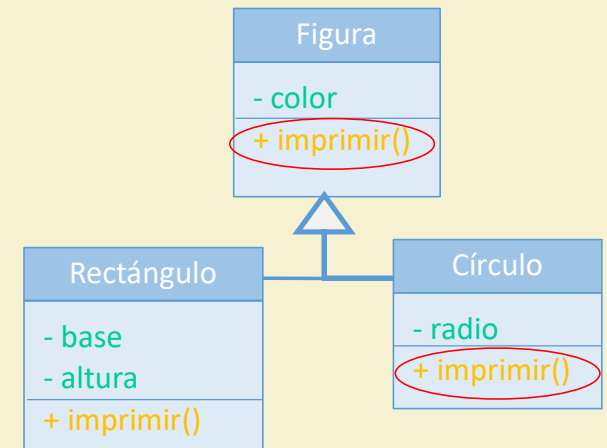 Figura
- color
+ imprimir()
Rectángulo
- base
- altura
+ imprimir()
Círculo
- radio
+ imprimir()